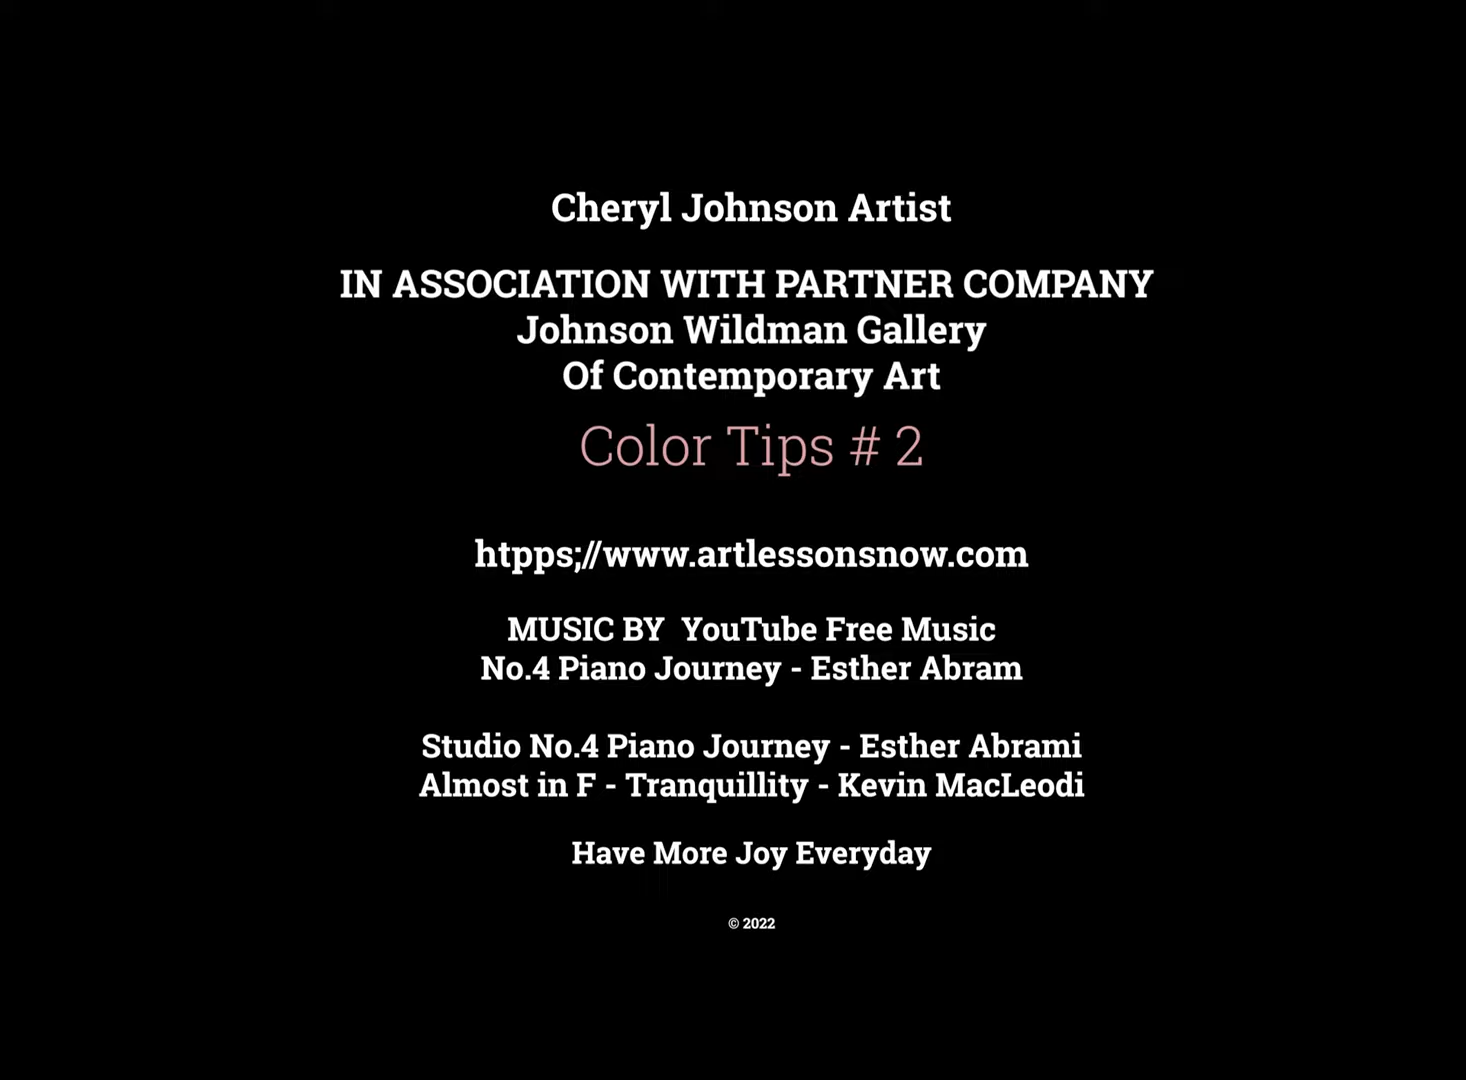 Cheryl Johnson Artist
IN ASSOCIATION WITH PARTNER COMPANY
Johnson Wildman Gallery
Of Contemporary Art
Color Tips # 2
htpps;//www.artlessonsnow.com
MUSIC BY  YouTube Free Music
No.4 Piano Journey - Esther Abram
Studio No.4 Piano Journey - Esther Abrami
Almost in F - Tranquillity - Kevin MacLeodi
Have More Joy Everyday
© 2022